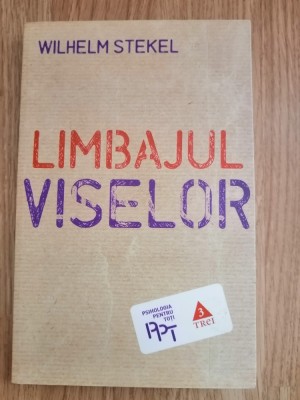 WILHELM STEKEL
LIMBAJUL
VISELOR
PSIHOLOGIA
PENTRU
TOȚI
PPT
3
TREI